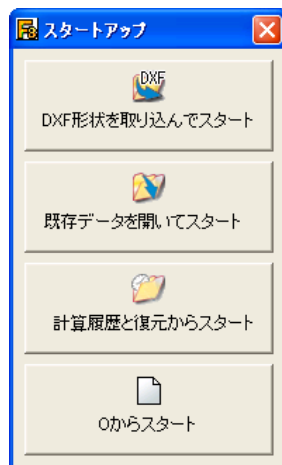 F8 スタートアップ
DXF
DXF形状を取り込んでスタート
既存データを開いてスタート
計算履歴と復元からスタート
0からスタート